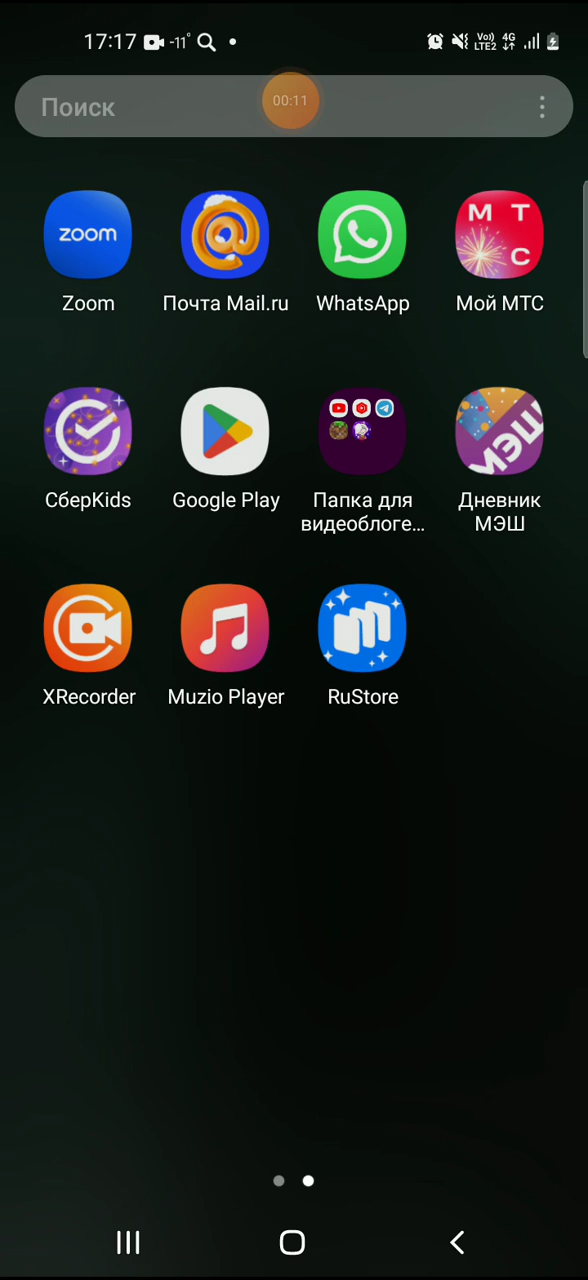 17:17 -11°
Vo)) 4G
LTE2
Поиск
00:11
zoom
М Т
С
Zoom
Почта Mail.ru
WhatsApp
Мой МТС
МЭШ
СберKids
Google Play
Папка для
видеоблоге...
Дневник
МЭШ
XRecorder
Muzio Player
RuStore